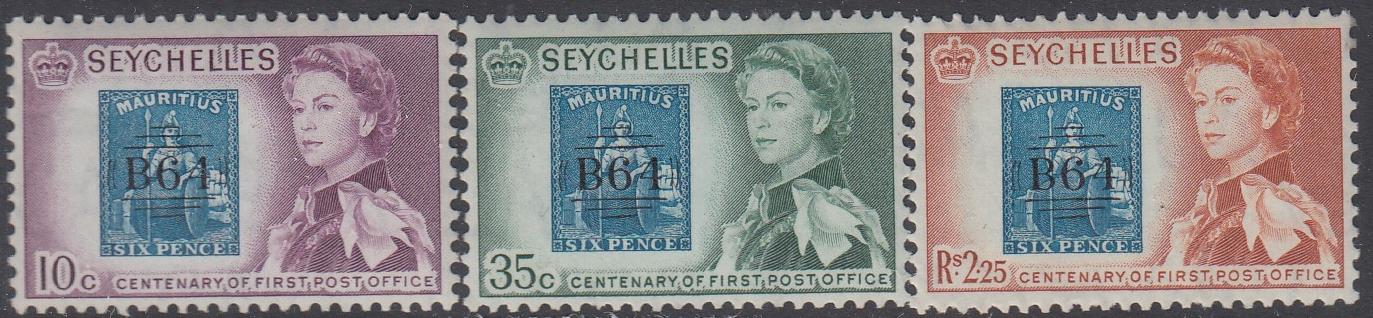 SEYCHELLES
MAURITIUS
B64
SIX PENCE
10c CENTENARY OF FIRST POST OFFICE
SEYCHELLES
MAURITIUS
B64
SIX PENCE
35c CENTENARY OF FIRST POST OFFICE
SEYCHELLES
MAURITIUS
B64
SIX PENCE
Rs. 2·25 CENTENARY OF FIRST POST OFFICE